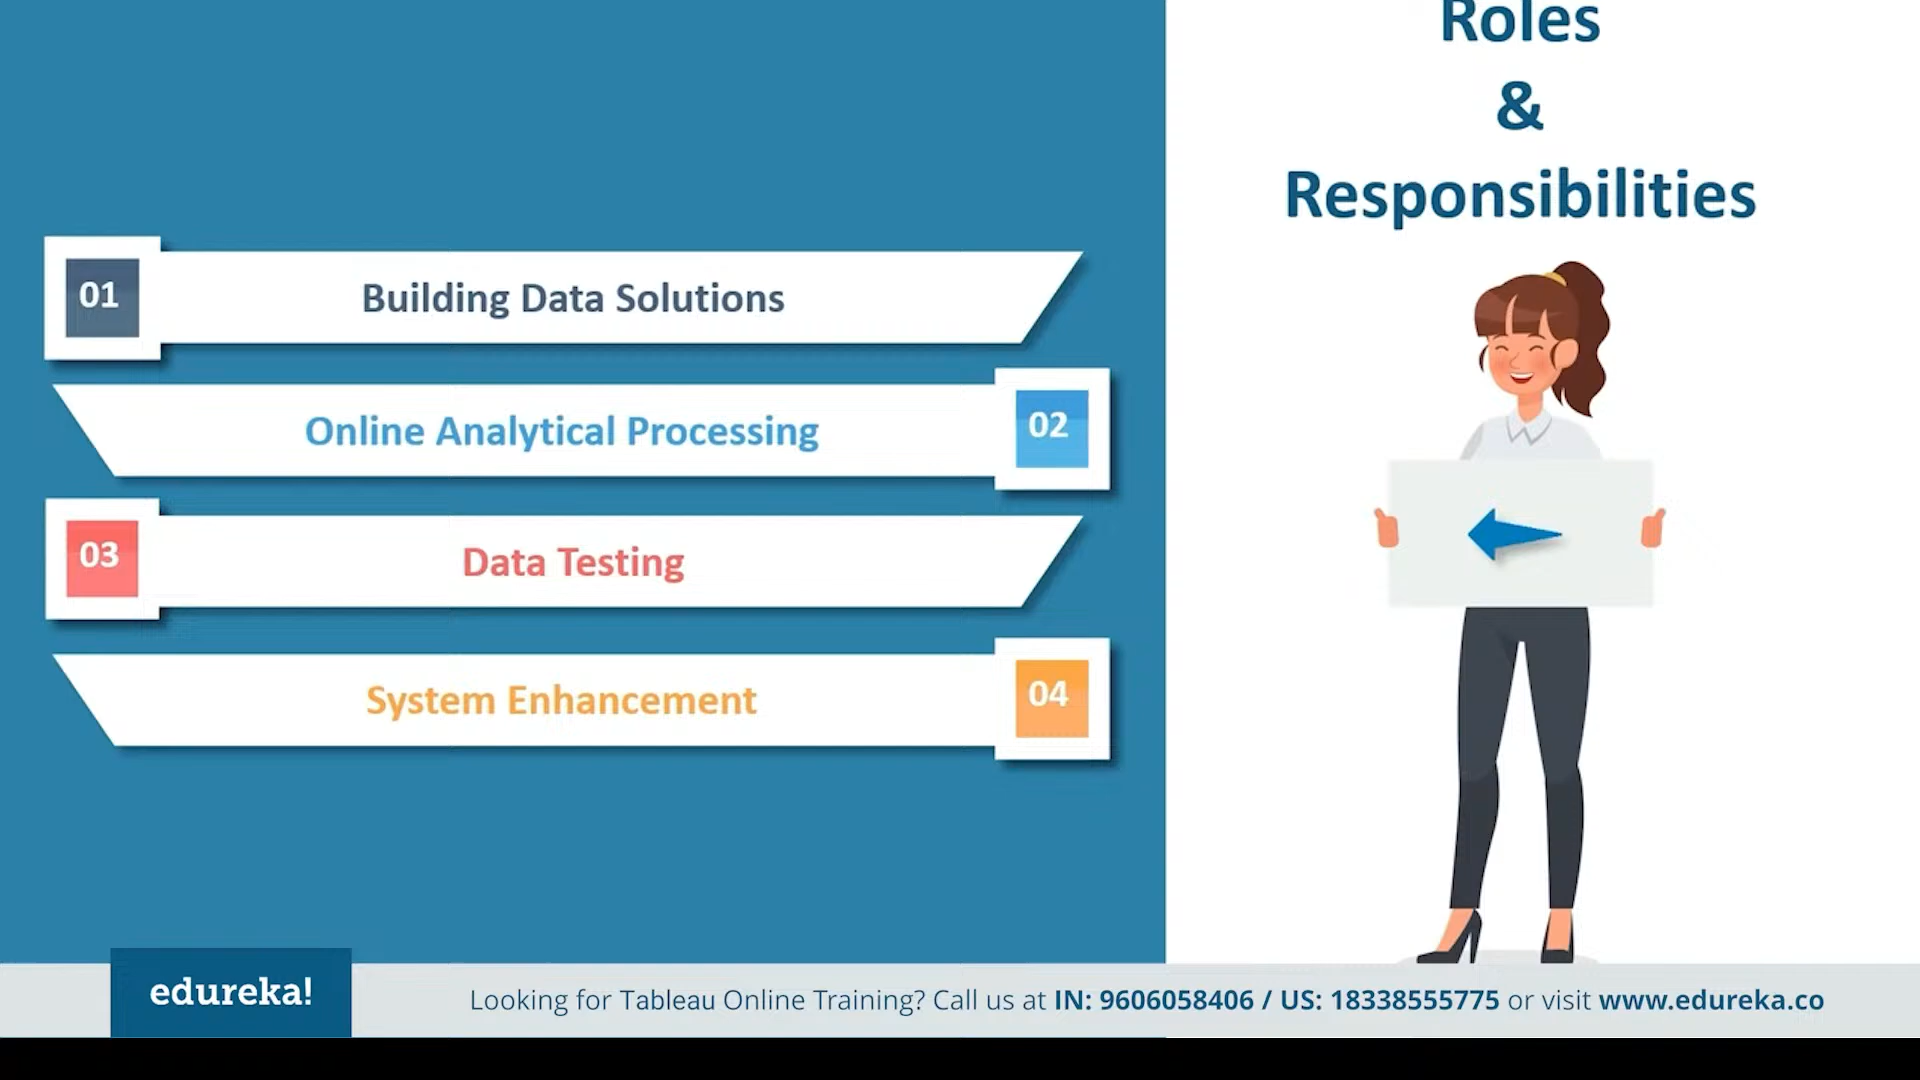 Roles
&
Responsibilities
01
Building Data Solutions
Online Analytical Processing
02
03
Data Testing
System Enhancement
04
edureka!
Looking for Tableau Online Training? Call us at IN: 9606058406 / US: 18338555775 or visit www.edureka.co